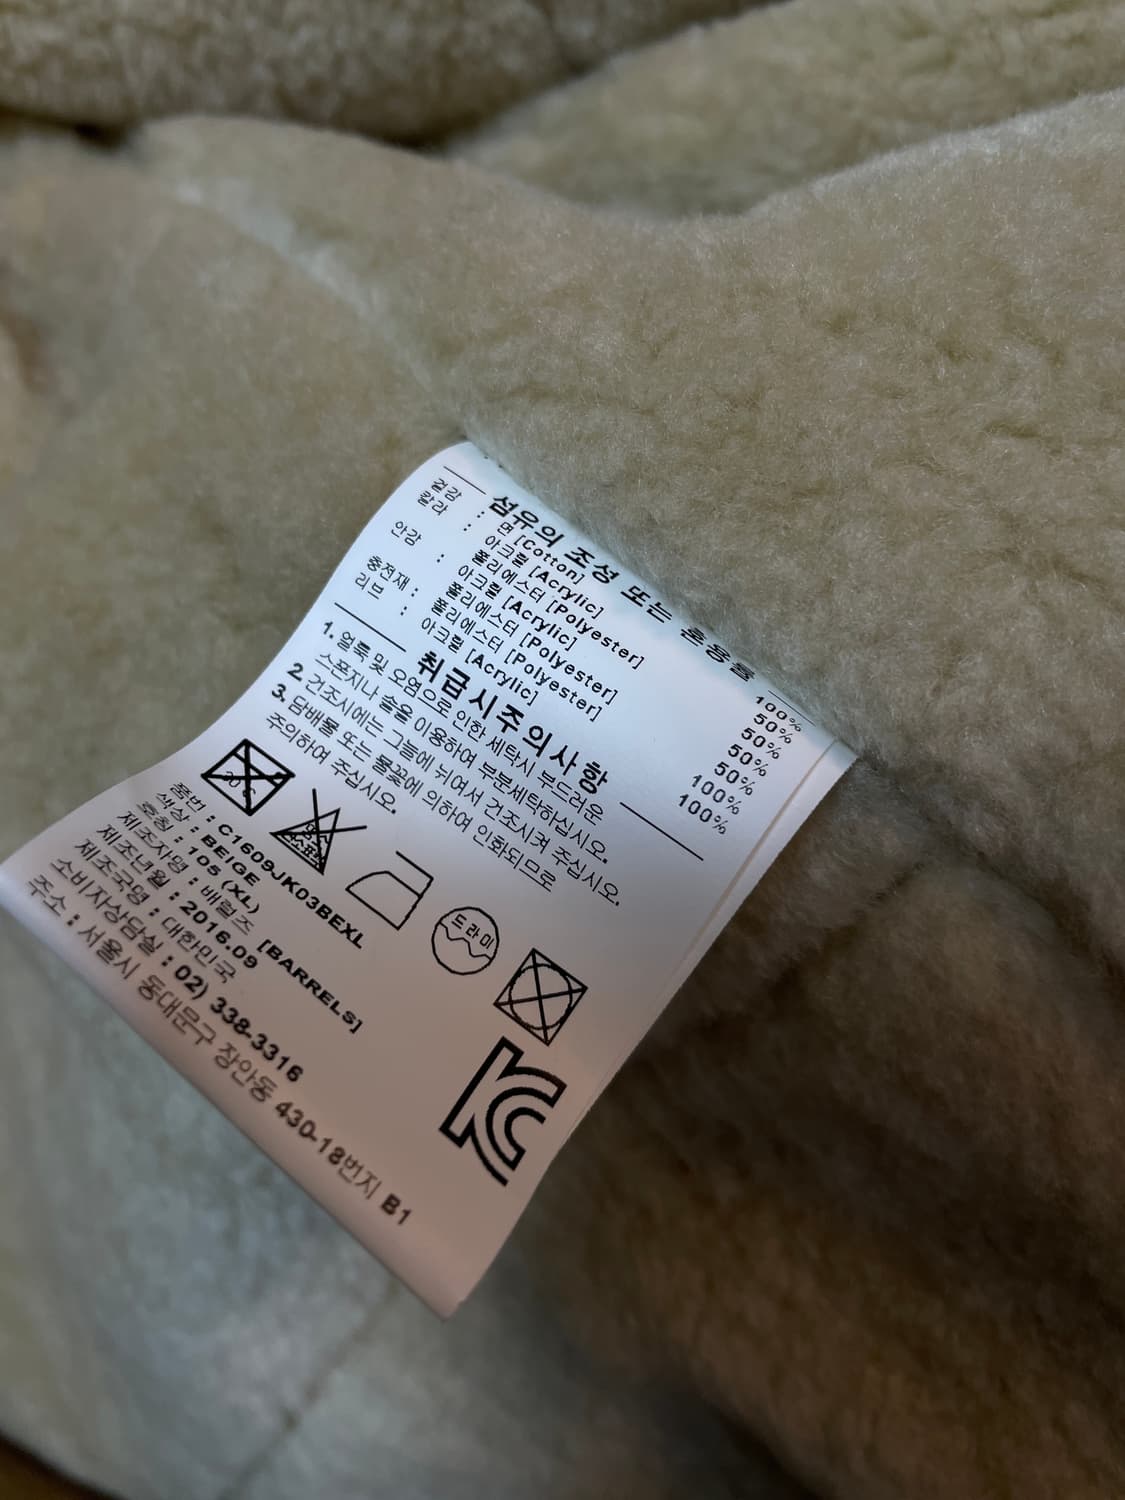 섬유의 조성 또는 혼용률
겉감 : 면 [Cotton] 100%
칼라 : 아크릴 [Acrylic] 50%
폴리에스터 [Polyester] 50%
안감 : 아크릴 [Acrylic] 50%
폴리에스터 [Polyester] 50%
충전재 : 폴리에스터 [Polyester] 100%
리브 : 아크릴 [Acrylic] 100%
취급시주의사항
1. 얼룩 및 오염으로 인한 세탁시 부드러운
스폰지나 솔을 이용하여 부분세탁하십시오.
2. 건조시에는 그늘에 뉘여서 건조시켜 주십시오.
3. 담배불 또는 불꽃에 의하여 인화되므로
주의하여 주십시오.
드라이
품번 : C1609JK03BEXL
색상 : BEIGE
호칭 : 105 (XL)
제조자명 : 배럴즈 [BARRELS]
제조년월 : 2016.09
제조국명 : 대한민국
소비자상담실 : 02) 338-3316
주소 : 서울시 동대문구 장안동 430-18번지 B1
KC